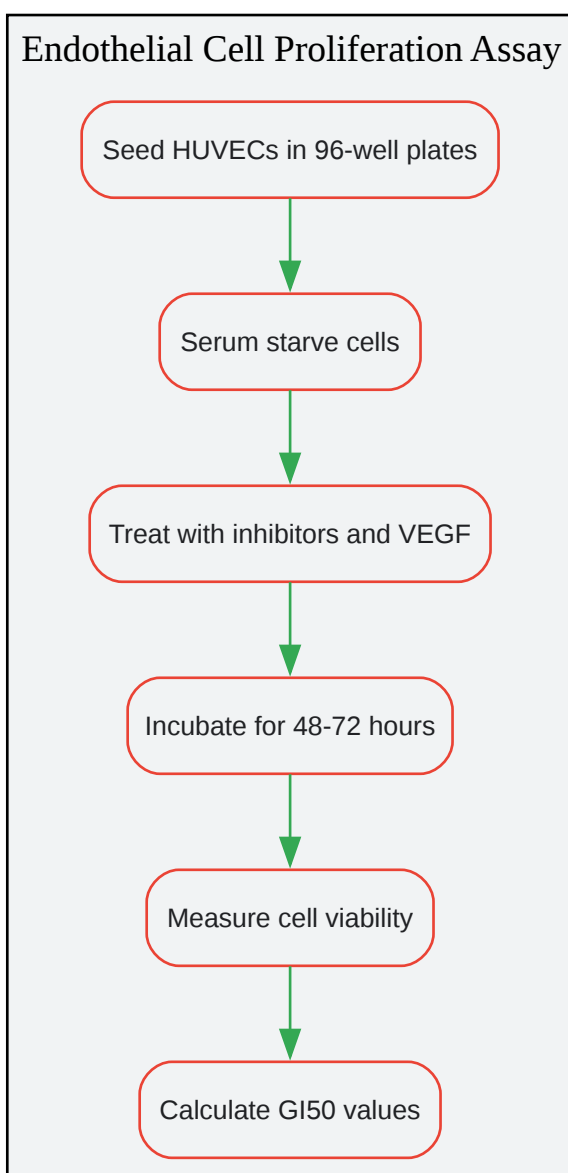 Endothelial Cell Proliferation Assay
Seed HUVECs in 96-well plates
Serum starve cells
Treat with inhibitors and VEGF
Incubate for 48-72 hours
Measure cell viability
Calculate GI50 values